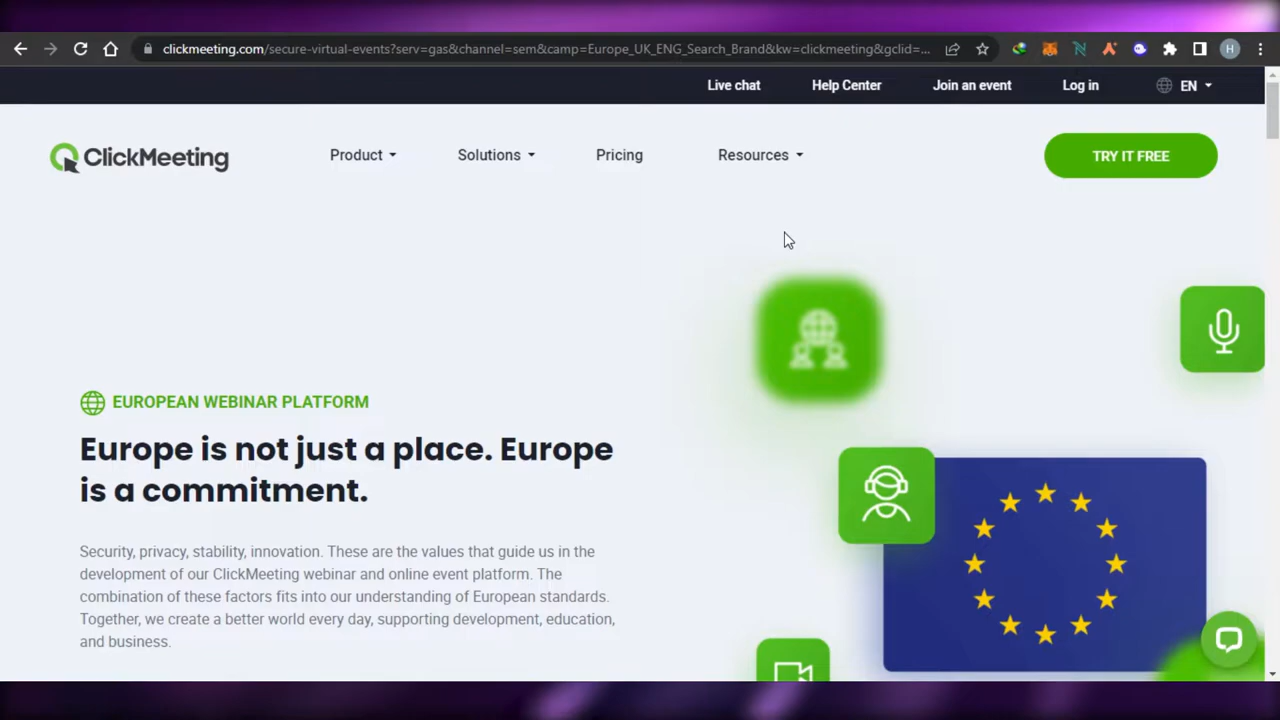 clickmeeting.com/secure-virtual-events?serv=gas&channel=sem&camp=Europe_UK_ENG_Search_Brand&kw=clickmeeting&gclid=...
H
Live chat Help Center Join an event Log in EN
ClickMeeting Product Solutions Pricing Resources TRY IT FREE
EUROPEAN WEBINAR PLATFORM
Europe is not just a place. Europe
is a commitment.
Security, privacy, stability, innovation. These are the values that guide us in the
development of our ClickMeeting webinar and online event platform. The
combination of these factors fits into our understanding of European standards.
Together, we create a better world every day, supporting development, education,
and business.